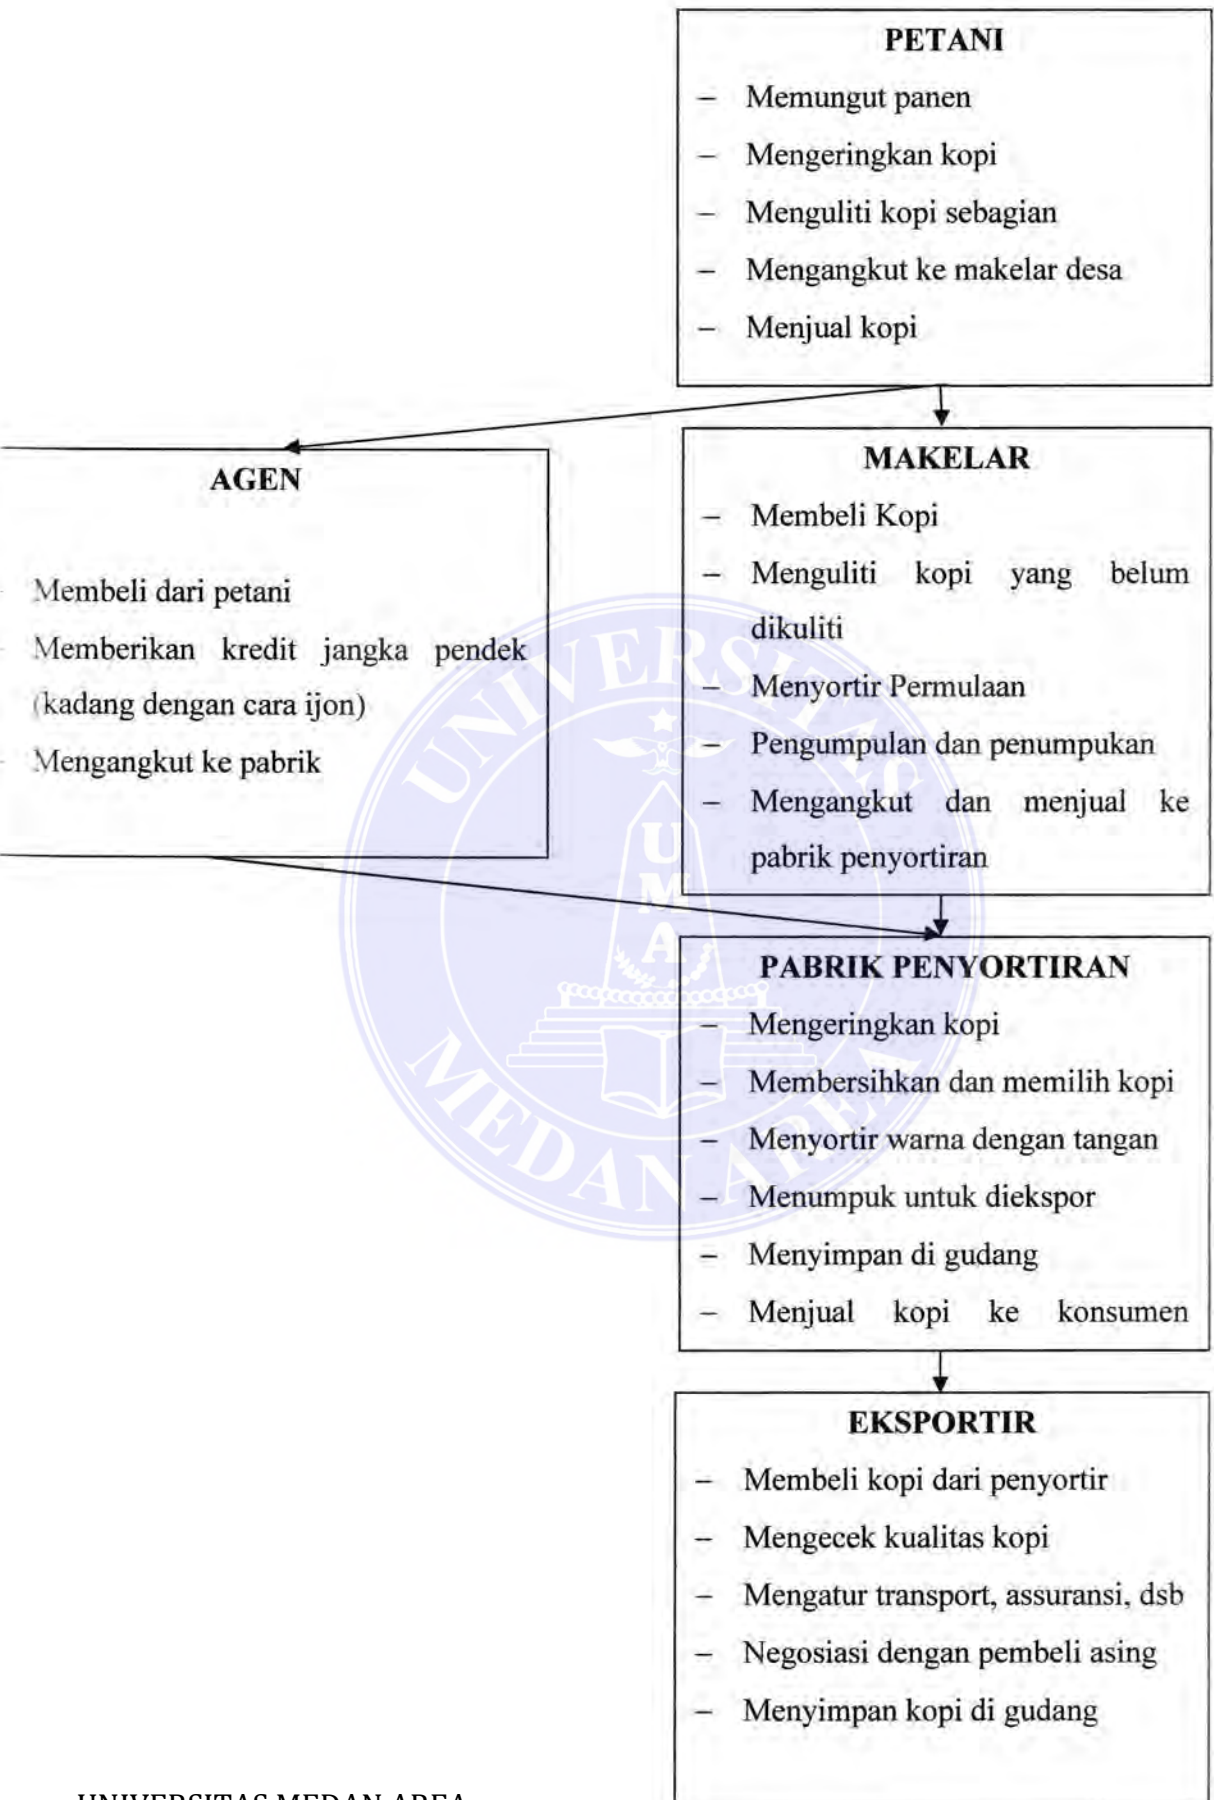 PETANI
– Memungut panen
– Mengeringkan kopi
– Menguliti kopi sebagian
– Mengangkut ke makelar desa
– Menjual kopi
AGEN
– Membeli dari petani
– Memberikan kredit jangka pendek
(kadang dengan cara ijon)
– Mengangkut ke pabrik
MAKELAR
– Membeli Kopi
– Menguliti kopi yang belum
dikuliti
– Menyortir Permulaan
– Pengumpulan dan penumpukan
– Mengangkut dan menjual ke
pabrik penyortiran
PABRIK PENYORTIRAN
– Mengeringkan kopi
– Membersihkan dan memilih kopi
– Menyortir warna dengan tangan
– Menumpuk untuk diekspor
– Menyimpan di gudang
– Menjual kopi ke konsumen
EKSPORTIR
– Membeli kopi dari penyortir
– Mengecek kualitas kopi
– Mengatur transport, assuransi, dsb
– Negosiasi dengan pembeli asing
– Menyimpan kopi di gudang
UNIVERSITAS
UMA
MEDAN AREA
UNIVERSITAS MEDAN AREA